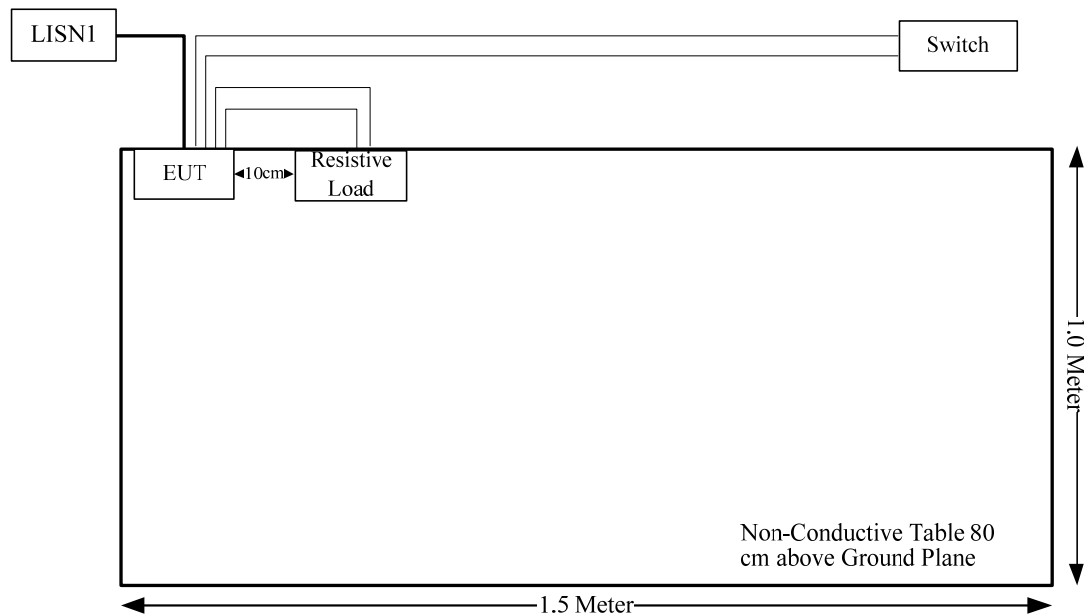 LISN1
Switch
EUT
10cm
Resistive
Load
1.0 Meter
Non-Conductive Table 80
cm above Ground Plane
1.5 Meter